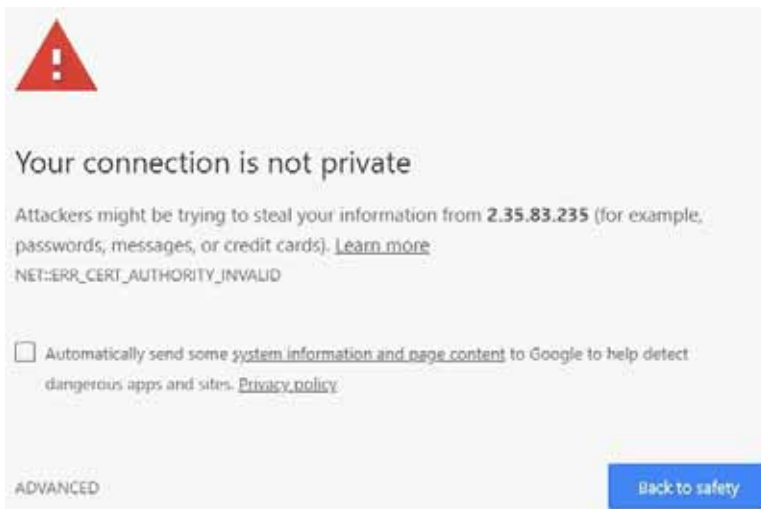 Your connection is not private
Attackers might be trying to steal your information from 2.35.83.235 (for example,
passwords, messages, or credit cards). Learn more
NET::ERR_CERT_AUTHORITY_INVALID
Automatically send some system information and page content to Google to help detect
dangerous apps and sites. Privacy policy
ADVANCED
Back to safety